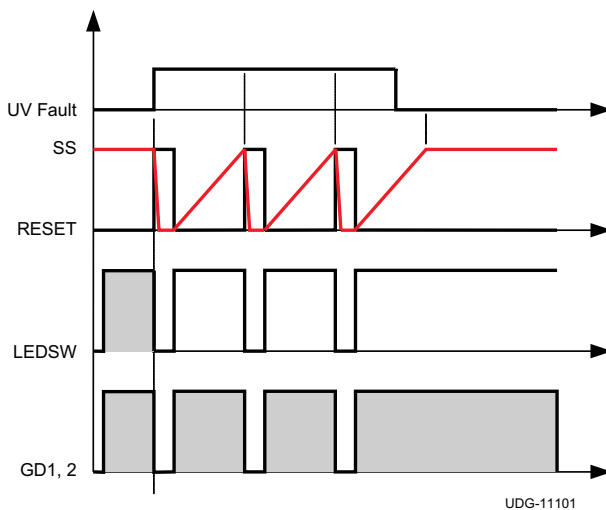 UV Fault
SS
RESET
LEDSW
GD1, 2
UDG-11101